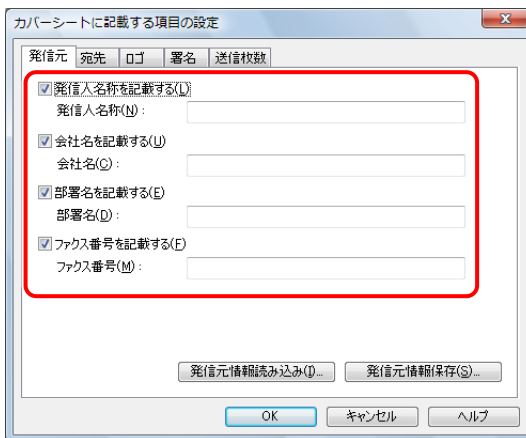 カバーシートに記載する項目の設定
発信元 宛先 ロゴ 署名 送信枚数
発信人名称を記載する(L)
発信人名称(N)：
会社名を記載する(U)
会社名(C)：
部署名を記載する(E)
部署名(D)：
ファクス番号を記載する(F)
ファクス番号(M)：
発信元情報読み込み(I)... 発信元情報保存(S)...
OK キャンセル ヘルプ